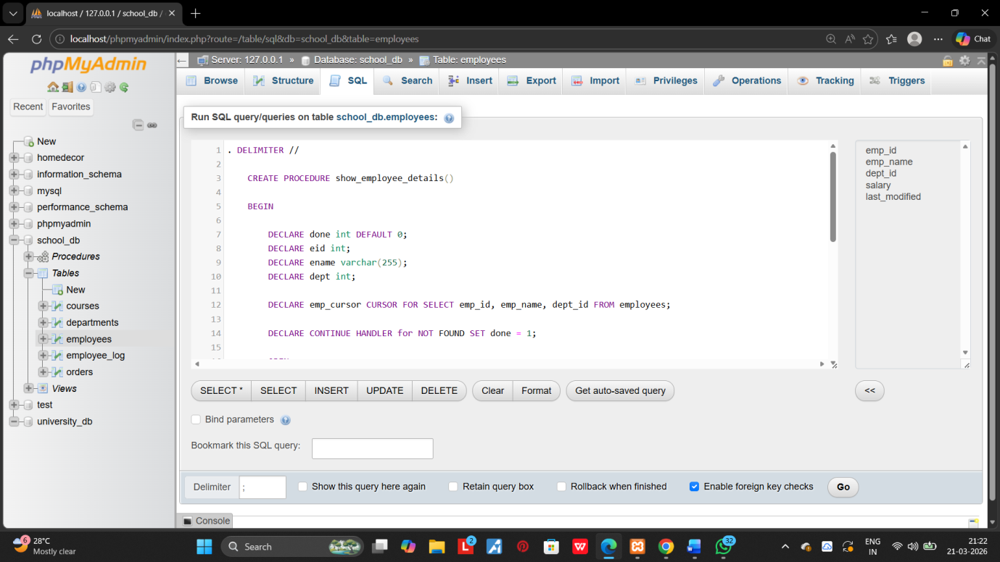 localhost / 127.0.0.1 / school_db /
localhost/phpmyadmin/index.php?route=/table/sql&db=school_db&table=employees
Chat
phpMyAdmin
Server: 127.0.0.1 » Database: school_db » Table: employees
Browse Structure SQL Search Insert Export Import Privileges Operations Tracking Triggers
Recent Favorites
New
homedecor
information_schema
mysql
performance_schema
phpmyadmin
school_db
Procedures
Tables
New
courses
departments
employees
employee_log
orders
Views
test
university_db
Run SQL query/queries on table school_db.employees:
1 . DELIMITER //
2
3 CREATE PROCEDURE show_employee_details()
4
5 BEGIN
6
7 DECLARE done int DEFAULT 0;
8 DECLARE eid int;
9 DECLARE ename varchar(255);
10 DECLARE dept int;
11
12 DECLARE emp_cursor CURSOR FOR SELECT emp_id, emp_name, dept_id FROM employees;
13
14 DECLARE CONTINUE HANDLER for NOT FOUND SET done = 1;
15
emp_id
emp_name
dept_id
salary
last_modified
SELECT * SELECT INSERT UPDATE DELETE Clear Format Get auto-saved query <<
Bind parameters
Bookmark this SQL query:
Delimiter ; Show this query here again Retain query box Rollback when finished Enable foreign key checks Go
Console
6 28°C
Mostly clear
Search
L 2
W
32
ENG
IN
21:22
21-03-2026